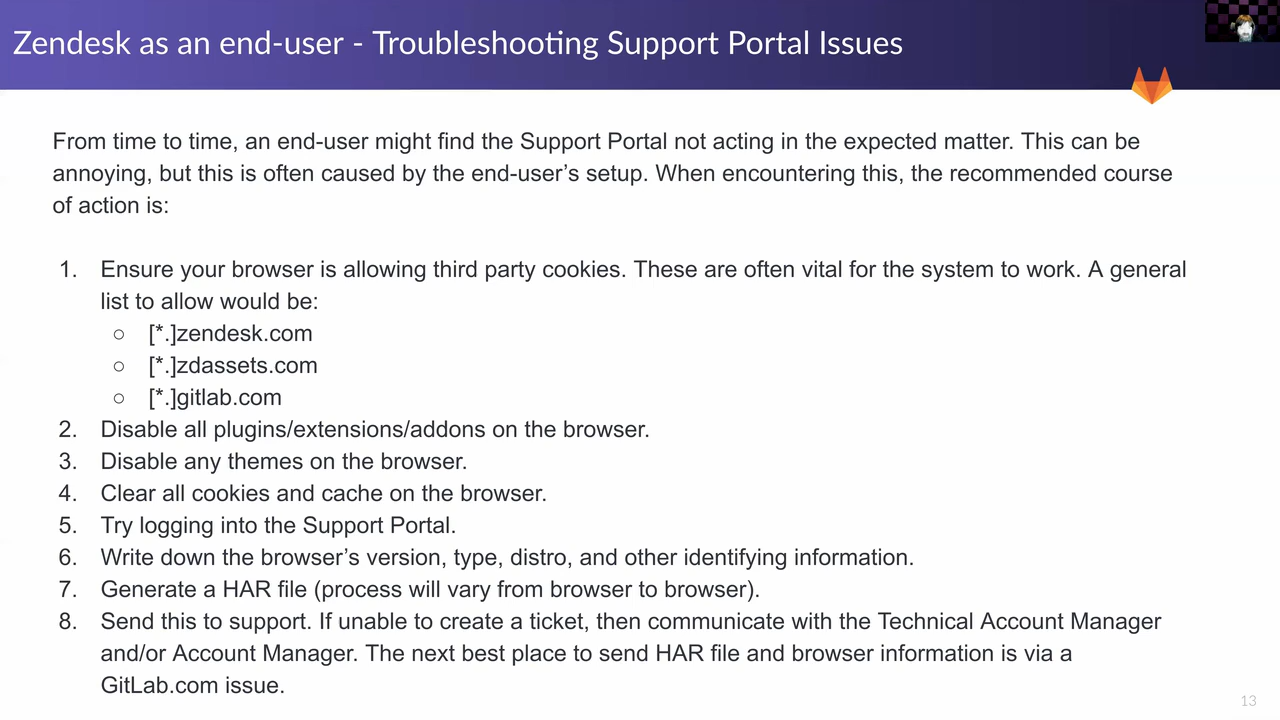 Zendesk as an end-user - Troubleshooting Support Portal Issues
From time to time, an end-user might find the Support Portal not acting in the expected matter. This can be
annoying, but this is often caused by the end-user’s setup. When encountering this, the recommended course
of action is:
1. Ensure your browser is allowing third party cookies. These are often vital for the system to work. A general
list to allow would be:
○ [*.]zendesk.com
○ [*.]zdassets.com
○ [*.]gitlab.com
2. Disable all plugins/extensions/addons on the browser.
3. Disable any themes on the browser.
4. Clear all cookies and cache on the browser.
5. Try logging into the Support Portal.
6. Write down the browser’s version, type, distro, and other identifying information.
7. Generate a HAR file (process will vary from browser to browser).
8. Send this to support. If unable to create a ticket, then communicate with the Technical Account Manager
and/or Account Manager. The next best place to send HAR file and browser information is via a
GitLab.com issue.
13